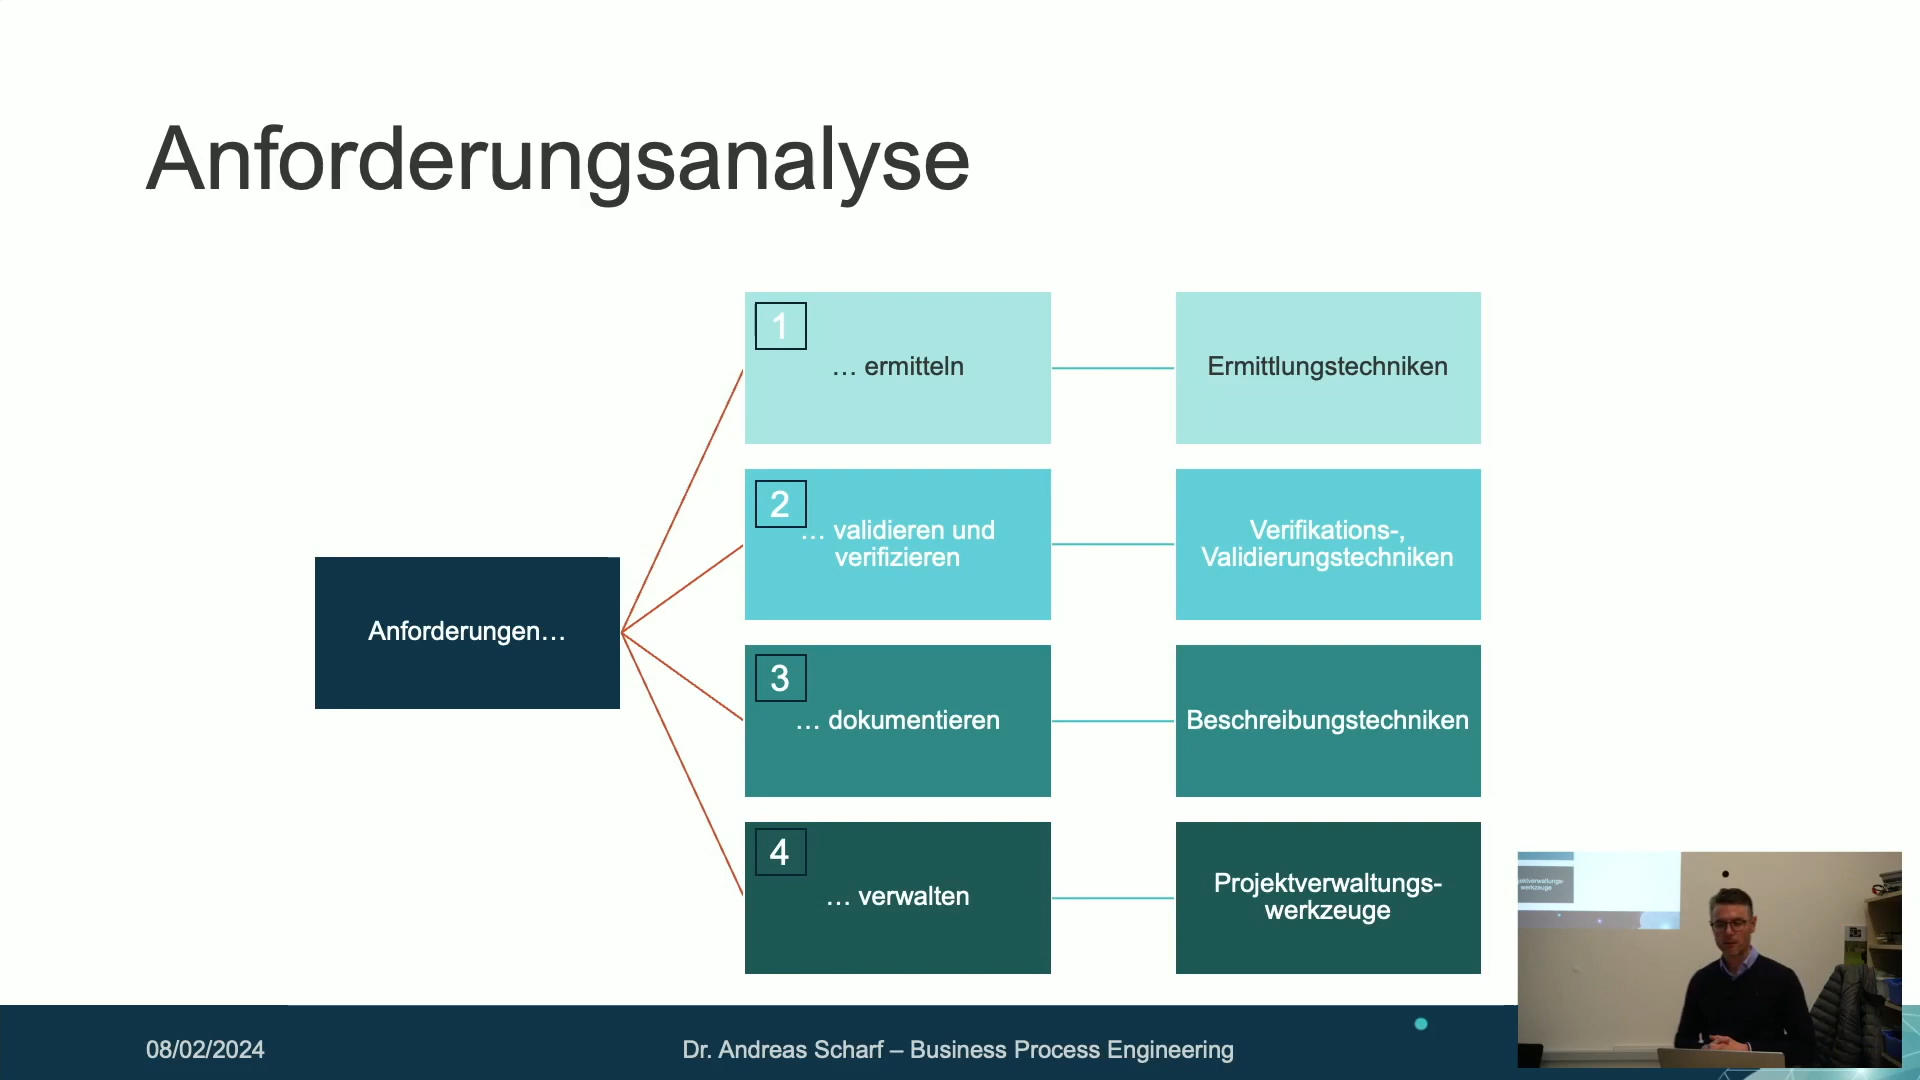 Anforderungsanalyse
Anforderungen…
1
… ermitteln
Ermittlungstechniken
2
… validieren und
verifizieren
Verifikations-,
Validierungstechniken
3
… dokumentieren
Beschreibungstechniken
4
… verwalten
Projektverwaltungs-
werkzeuge
08/02/2024
Dr. Andreas Scharf – Business Process Engineering